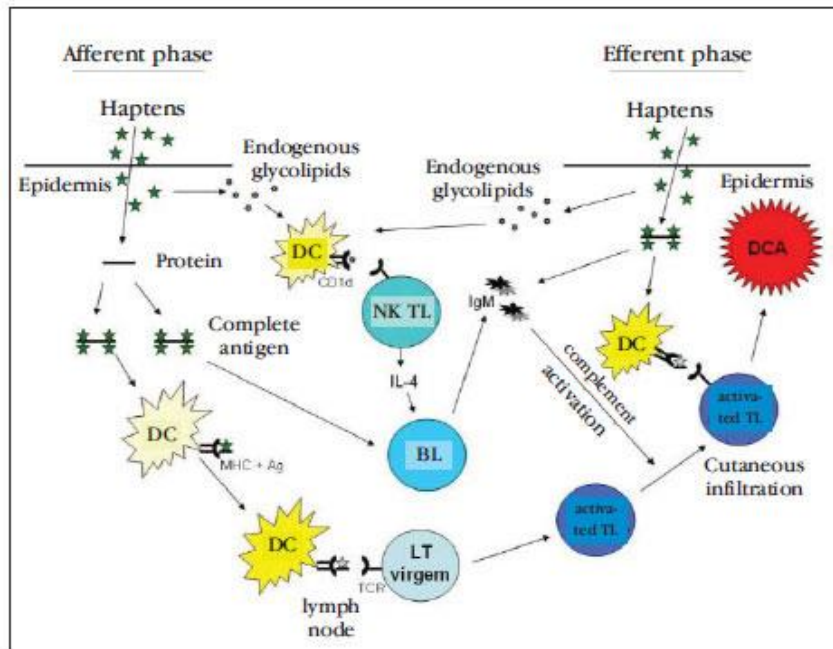 Afferent phase
Efferent phase
Haptens
Haptens
Endogenous
glycolipids
Endogenous
glycolipids
Epidermis
Epidermis
DCA
DC
CD1d
Protein
IgM
NK TL
Complete
antigen
DC
complement
activation
IL-4
activa-
ted TL
DC
MHC + Ag
BL
Cutaneous
infiltration
activa-
ted TL
DC
LT
virgem
TCR
lymph
node